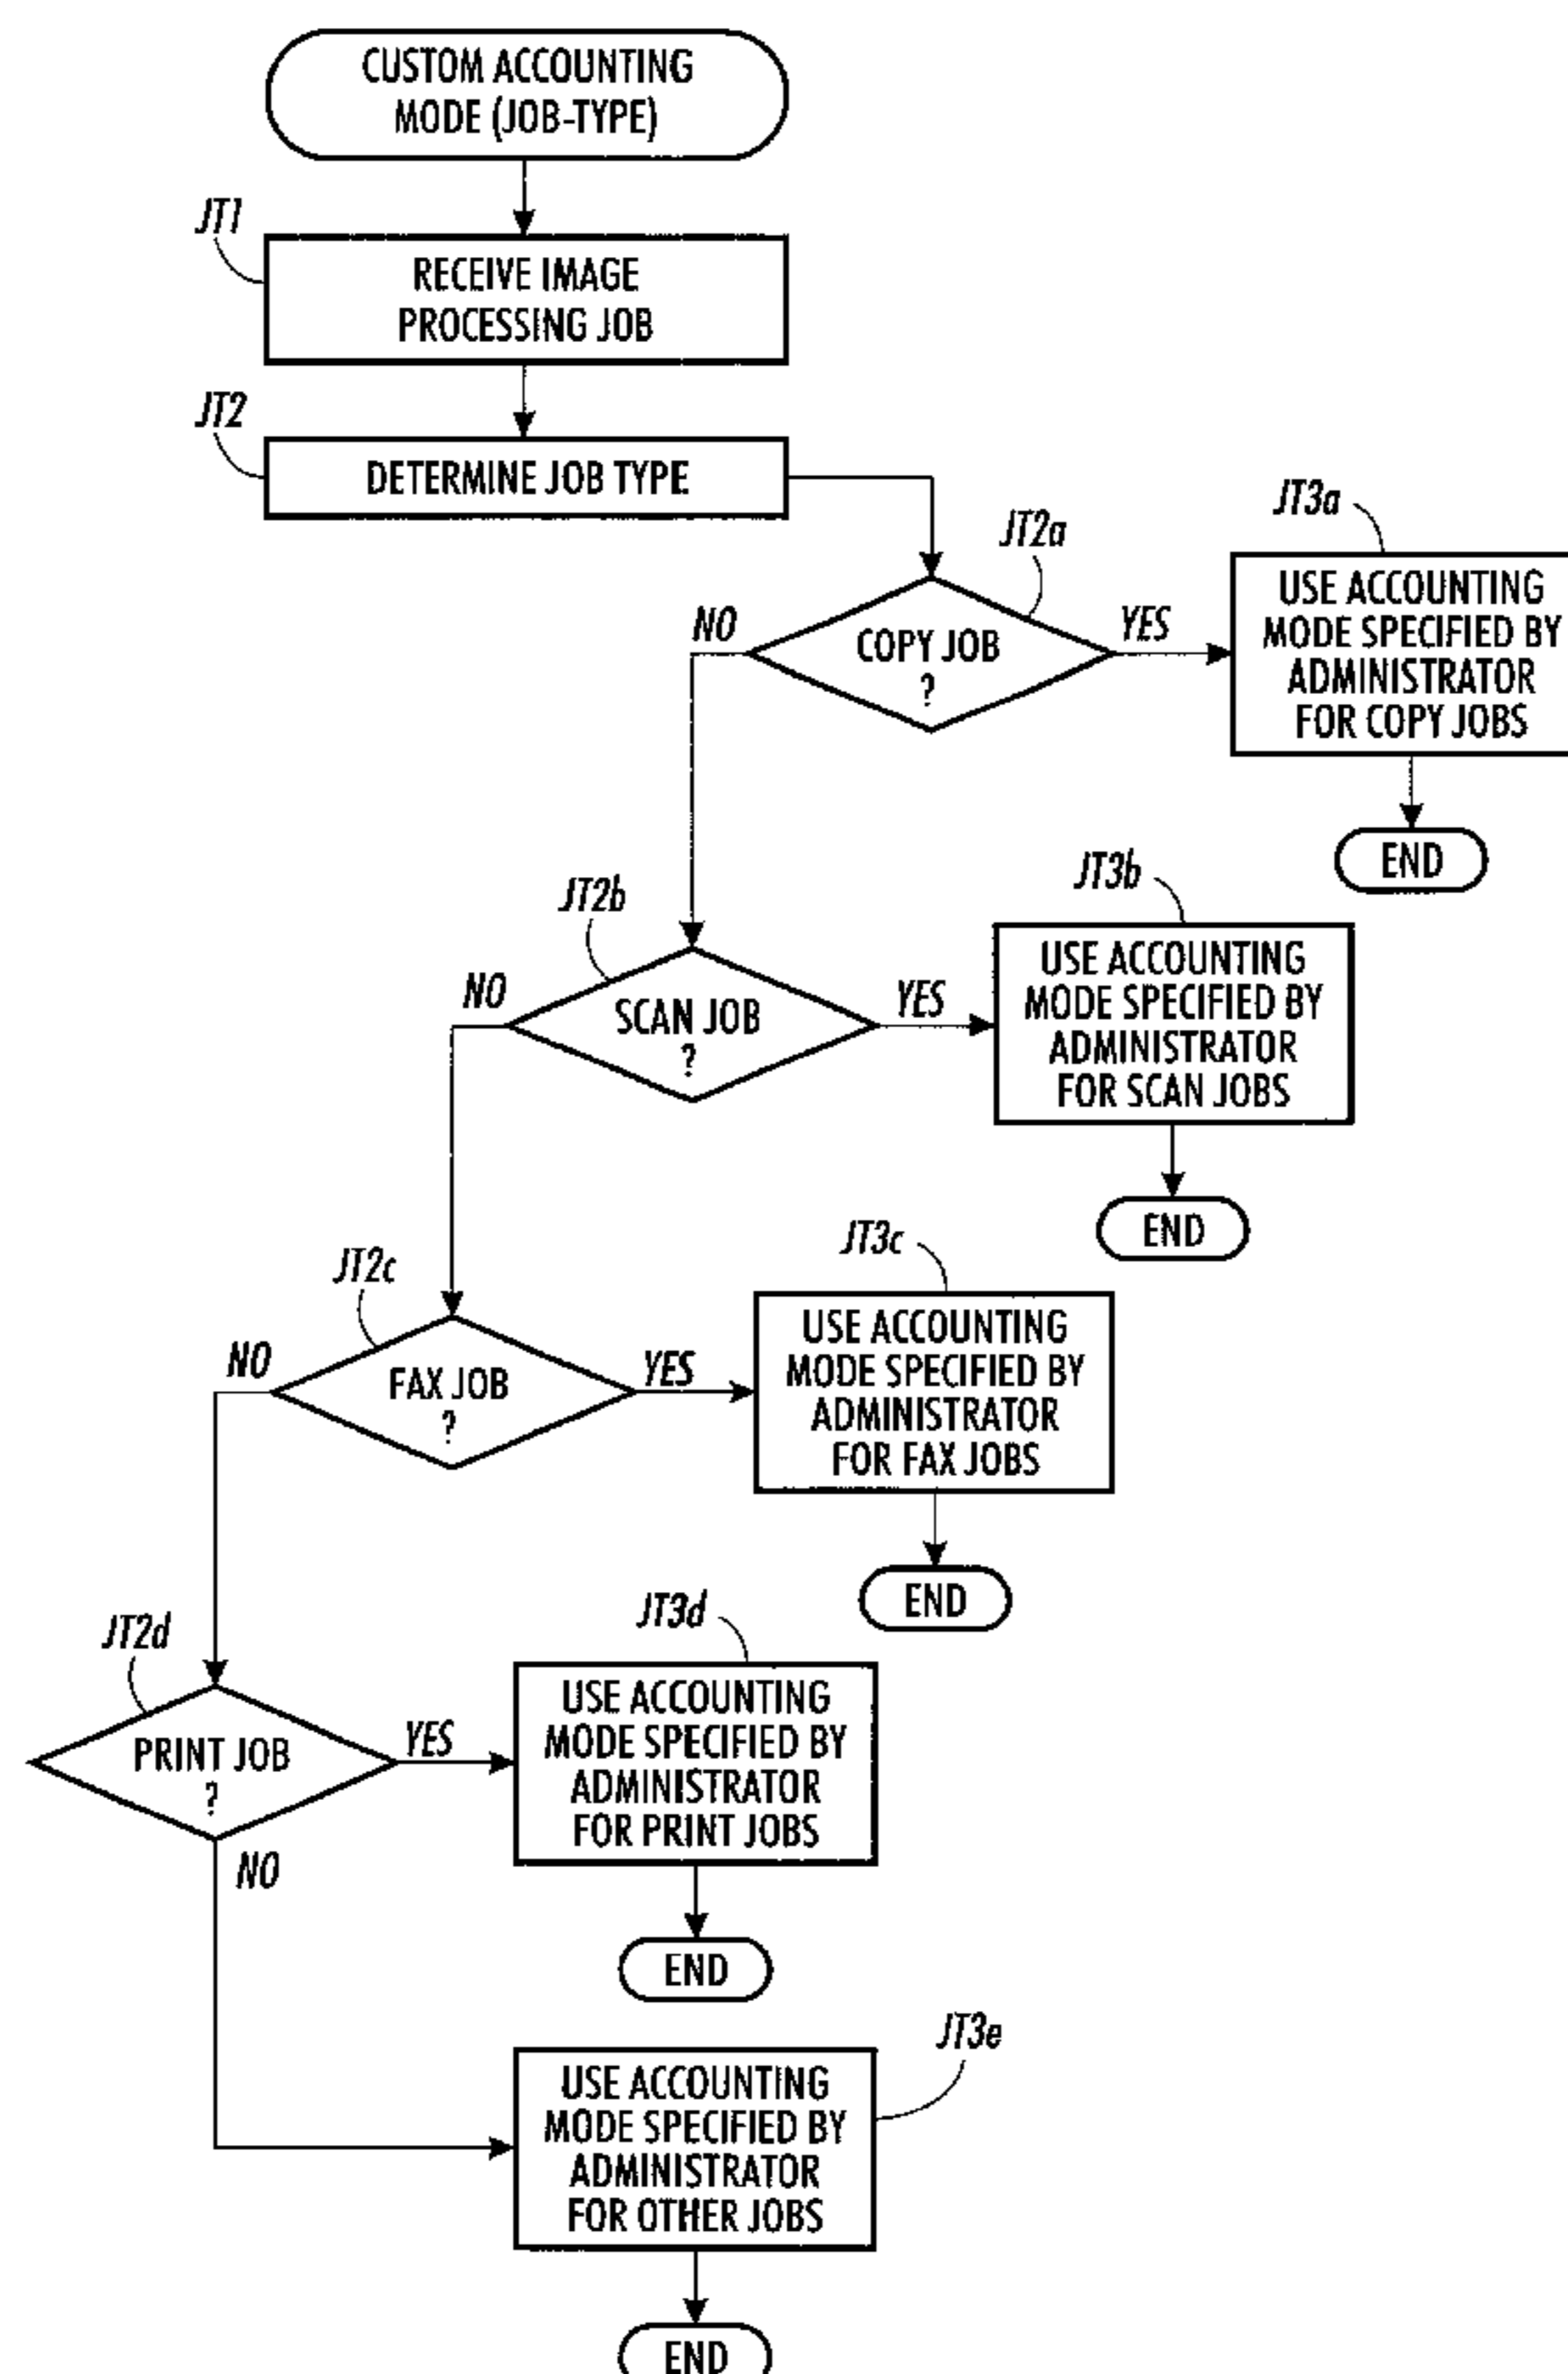 CUSTOM ACCOUNTING
MODE (JOB-TYPE)
JT1
RECEIVE IMAGE
PROCESSING JOB
JT2
DETERMINE JOB TYPE
JT2a
JT3a
NO
COPY JOB
?
YES
USE ACCOUNTING
MODE SPECIFIED BY
ADMINISTRATOR
FOR COPY JOBS
END
JT2b
JT3b
NO
SCAN JOB
?
YES
USE ACCOUNTING
MODE SPECIFIED BY
ADMINISTRATOR
FOR SCAN JOBS
END
JT2c
JT3c
NO
FAX JOB
?
YES
USE ACCOUNTING
MODE SPECIFIED BY
ADMINISTRATOR
FOR FAX JOBS
END
JT2d
JT3d
PRINT JOB
?
YES
USE ACCOUNTING
MODE SPECIFIED BY
ADMINISTRATOR
FOR PRINT JOBS
NO
END
JT3e
USE ACCOUNTING
MODE SPECIFIED BY
ADMINISTRATOR
FOR OTHER JOBS
END